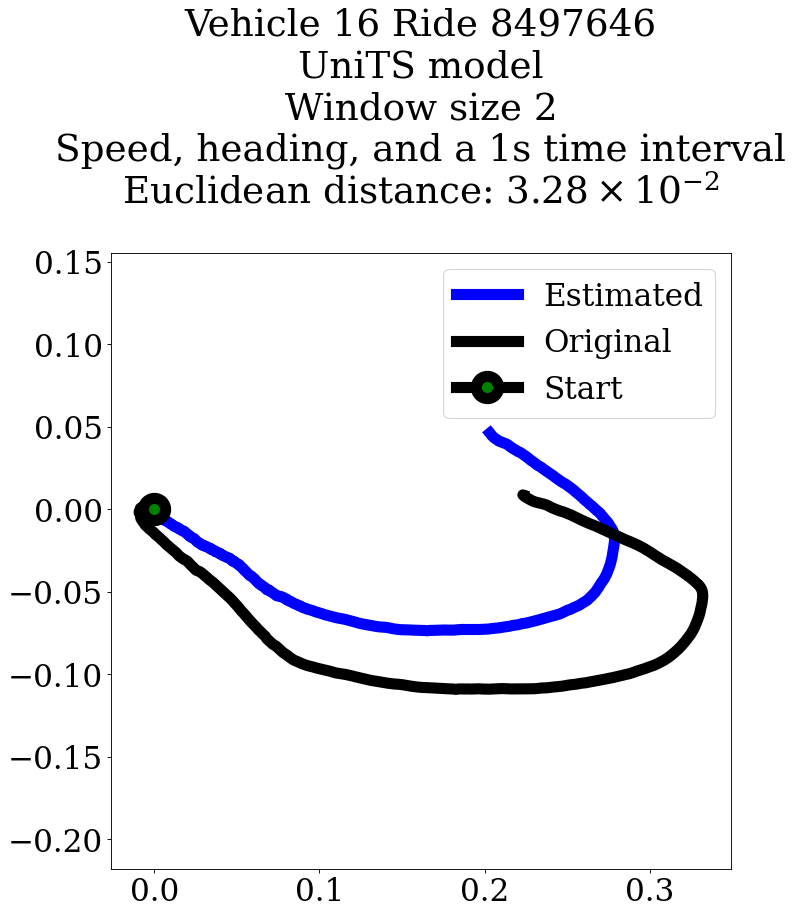 Vehicle 16 Ride 8497646
UniTS model
Window size 2
Speed, heading, and a 1s time interval
Euclidean distance: 3.28 × 10⁻²
Estimated
Original
Start
0.15
0.10
0.05
0.00
−0.05
−0.10
−0.15
−0.20
0.0 0.1 0.2 0.3